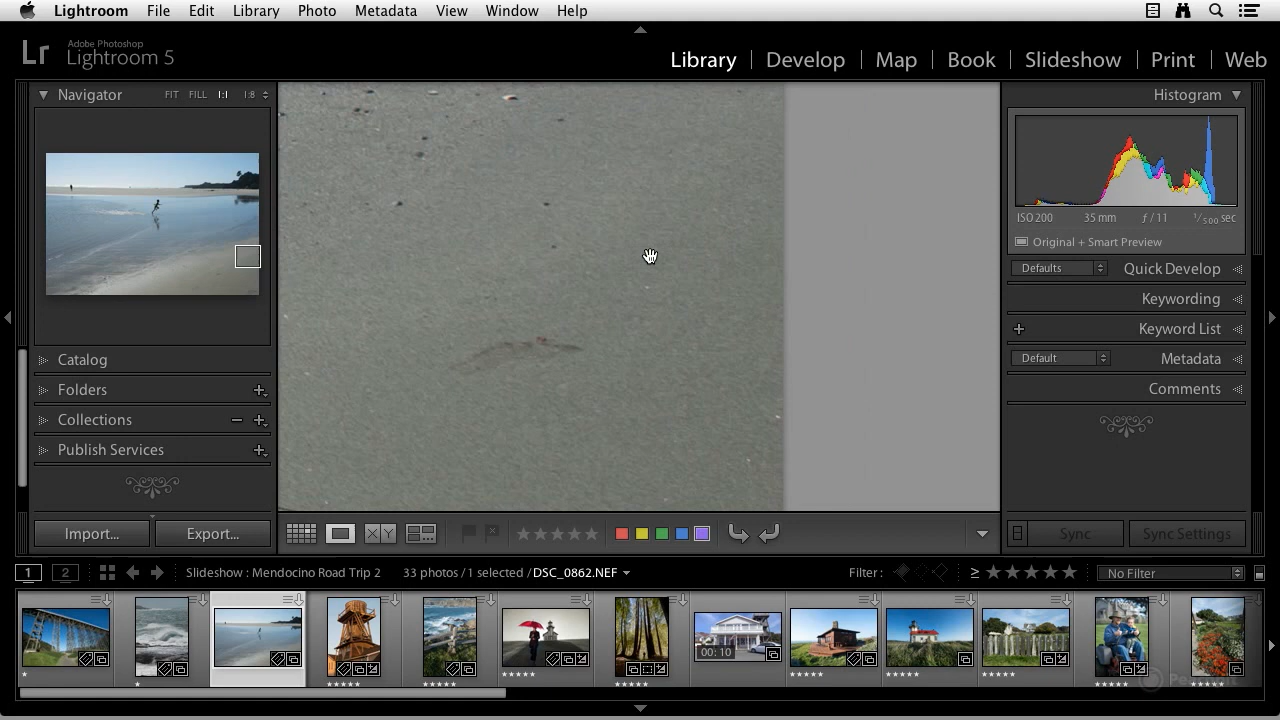 Lightroom File Edit Library Photo Metadata View Window Help
Lr Adobe Photoshop
Lightroom 5
Library Develop Map Book Slideshow Print Web
Navigator FIT FILL 1:1 1:8
Histogram
ISO 200 35 mm ƒ / 11 1/500 sec
Original + Smart Preview
Defaults Quick Develop
Keywording
Keyword List
Default Metadata
Comments
Catalog
Folders
Collections
Publish Services
Import... Export...
X Y
Sync Sync Settings
1 2 Slideshow : Mendocino Road Trip 2 33 photos / 1 selected / DSC_0862.NEF Filter : ≥ No Filter
00: 10